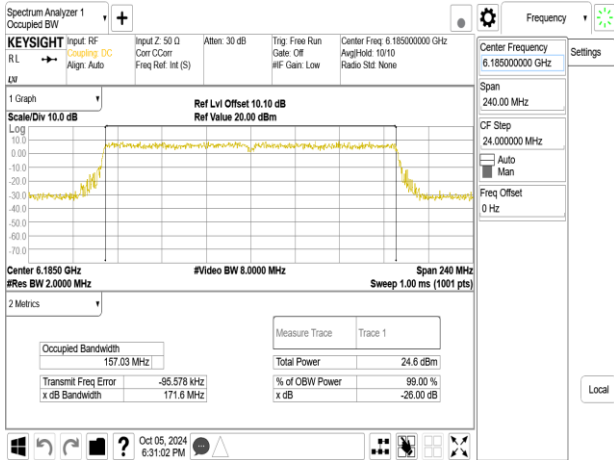 Spectrum Analyzer 1
Occupied BW
+
Frequency
KEYSIGHT
RL
Input: RF
Coupling: DC
Align: Auto
Input Z: 50 Ω
Corr CCorr
Freq Ref: Int (S)
Atten: 30 dB
Trig: Free Run
Gate: Off
#IF Gain: Low
Center Freq: 6.185000000 GHz
Avg|Hold: 10/10
Radio Std: None
Center Frequency
6.185000000 GHz
Settings
Span
240.00 MHz
CF Step
24.000000 MHz
Auto
Man
Freq Offset
0 Hz
Local
1 Graph
Scale/Div 10.0 dB
Ref Lvl Offset 10.10 dB
Ref Value 20.00 dBm
Log
10.0
0.00
-10.0
-20.0
-30.0
-40.0
-50.0
-60.0
-70.0
Center 6.1850 GHz
#Video BW 8.0000 MHz
Span 240 MHz
#Res BW 2.0000 MHz
Sweep 1.00 ms (1001 pts)
2 Metrics
Measure Trace
Trace 1
Occupied Bandwidth
157.03 MHz
Total Power
24.6 dBm
Transmit Freq Error
-95.578 kHz
% of OBW Power
99.00 %
x dB Bandwidth
171.6 MHz
x dB
-26.00 dB
?
Oct 05, 2024
6:31:02 PM